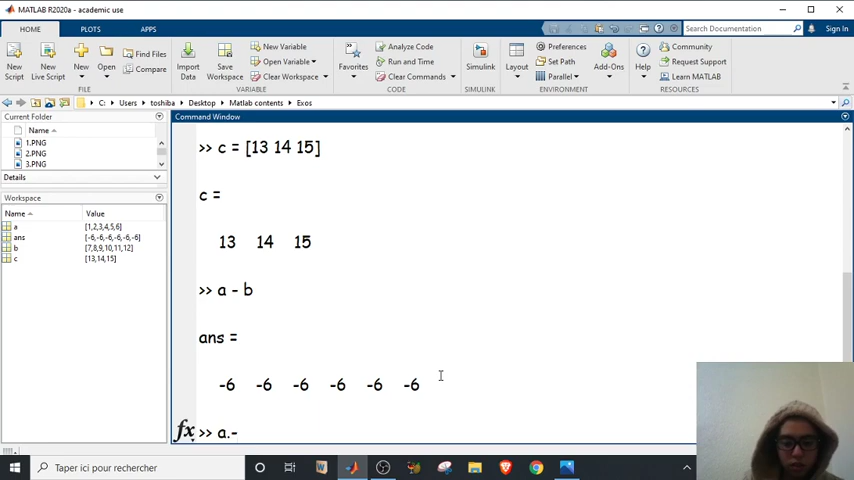 MATLAB R2020a - academic use
HOME PLOTS APPS Search Documentation Sign In
New Script New Live Script New Open Find Files Compare Import Data Save Workspace New Variable Open Variable Clear Workspace Favorites Analyze Code Run and Time Clear Commands Simulink Layout Preferences Set Path Parallel Add-Ons Help Community Request Support Learn MATLAB
FILE VARIABLE CODE SIMULINK ENVIRONMENT RESOURCES
C: Users toshiba Desktop Matlab contents Exos
Current Folder
Name
1.PNG
2.PNG
3.PNG
Details
Workspace
Name Value
a [1,2,3,4,5,6]
ans [-6,-6,-6,-6,-6,-6]
b [7,8,9,10,11,12]
c [13,14,15]
Command Window
>> c = [13 14 15]
c =
13 14 15
>> a - b
ans =
-6 -6 -6 -6 -6 -6
fx >> a.-
Taper ici pour rechercher